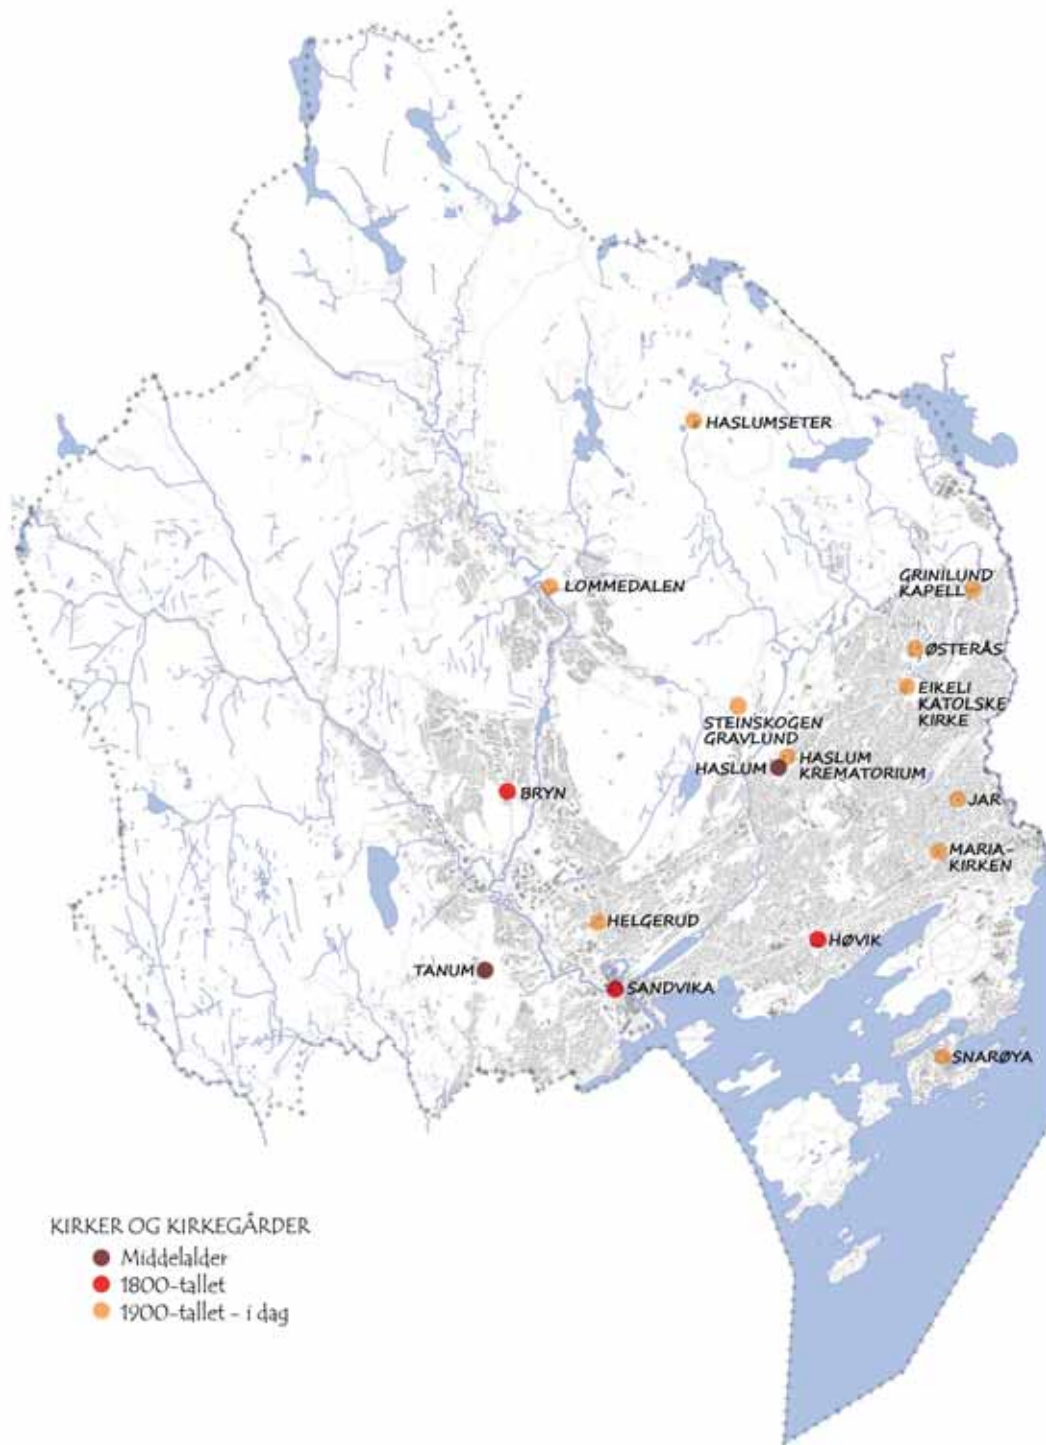 HASLUMSETER
LOMMEDALEN
GRINILUND
KAPELL
ØSTERÅS
EIKELI
KATOLSKE
KIRKE
STEINSKOGEN
GRAVLUND
HASLUM
HASLUM
KREMATORIUM
BRYN
JAR
MARIA-
KIRKEN
HELGERUD
HØVIK
TANUM
SANDVIKA
SNARØYA
KIRKER OG KIRKEGÅRDER
Middelalder
1800-tallet
1900-tallet - i dag